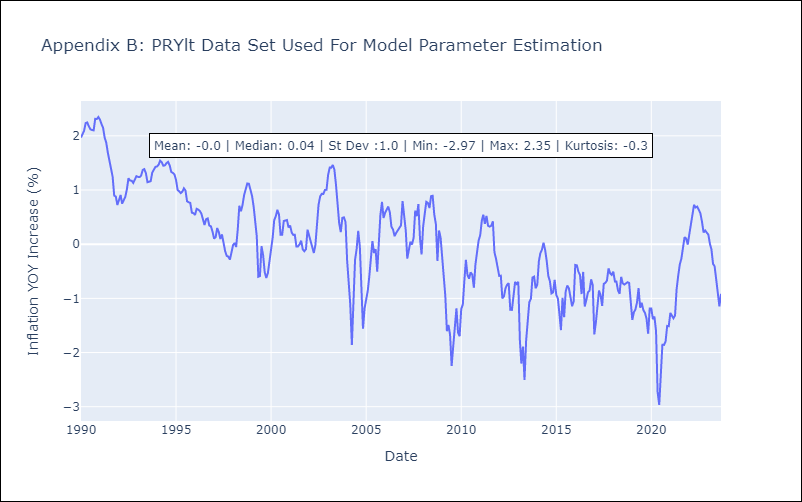 Appendix B: PRYlt Data Set Used For Model Parameter Estimation
Mean: -0.0 | Median: 0.04 | St Dev :1.0 | Min: -2.97 | Max: 2.35 | Kurtosis: -0.3
Inflation YOY Increase (%)
2
1
0
−1
−2
−3
1990 1995 2000 2005 2010 2015 2020
Date